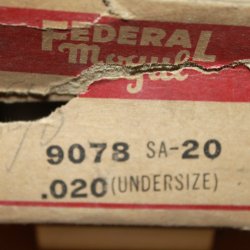 FEDERAL
Mogul
9078 SA-20
.020 (UNDERSIZE)